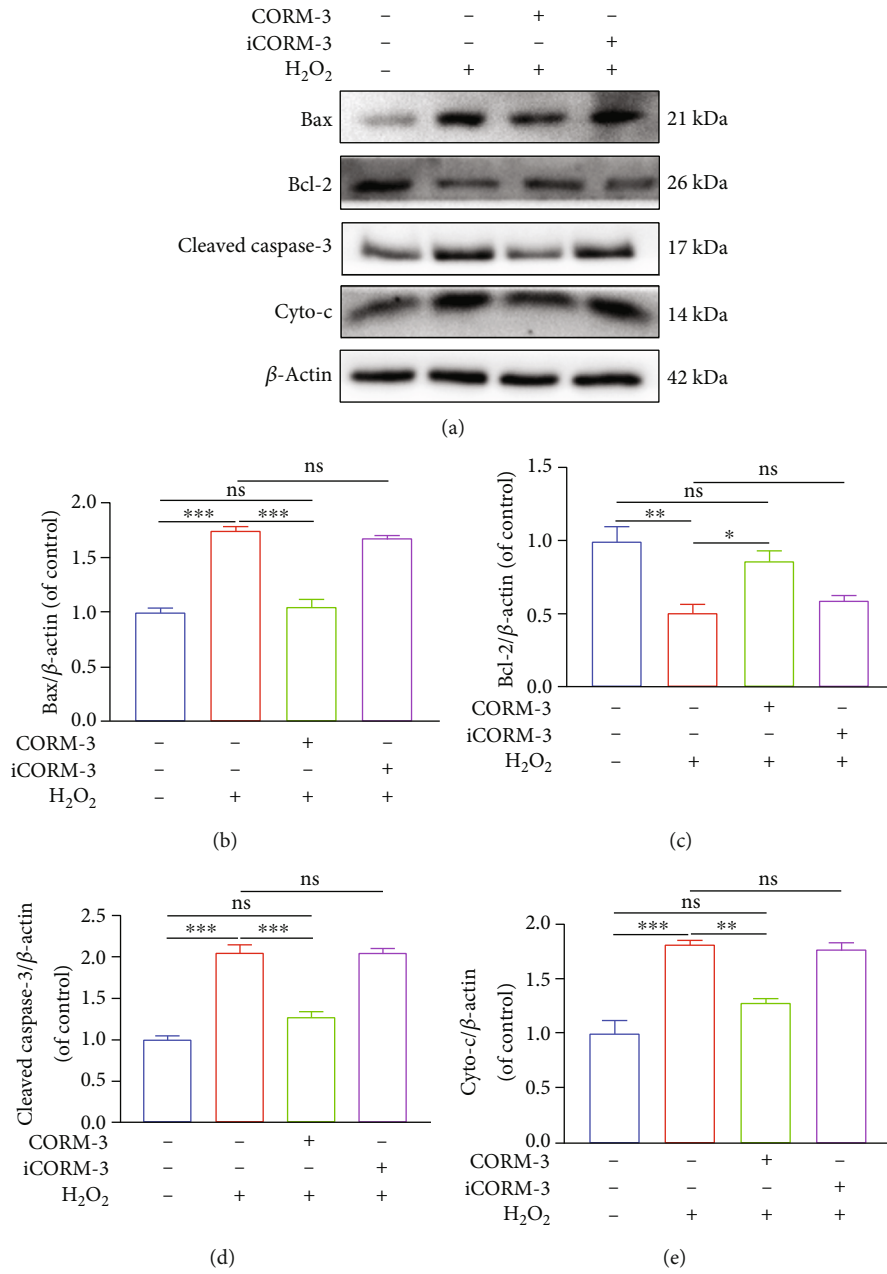 CORM-3 – – + –
iCORM-3 – – – +
H₂O₂ – + + +
Bax 21 kDa
Bcl-2 26 kDa
Cleaved caspase-3 17 kDa
Cyto-c 14 kDa
β-Actin 42 kDa
(a)
ns
ns
*** ***
2.0
1.5
1.0
0.5
0.0
Bax/β-actin (of control)
CORM-3 – – + –
iCORM-3 – – – +
H₂O₂ – + + +
(b)
ns
ns
**
*
1.5
1.0
0.5
0.0
Bcl-2/β-actin (of control)
CORM-3 – – + –
iCORM-3 – – – +
H₂O₂ – + + +
(c)
ns
ns
*** ***
2.5
2.0
1.5
1.0
0.5
0.0
Cleaved caspase-3/β-actin
(of control)
CORM-3 – – + –
iCORM-3 – – – +
H₂O₂ – + + +
(d)
ns
ns
*** **
2.0
1.5
1.0
0.5
0.0
Cyto-c/β-actin
(of control)
CORM-3 – – + –
iCORM-3 – – – +
H₂O₂ – + + +
(e)